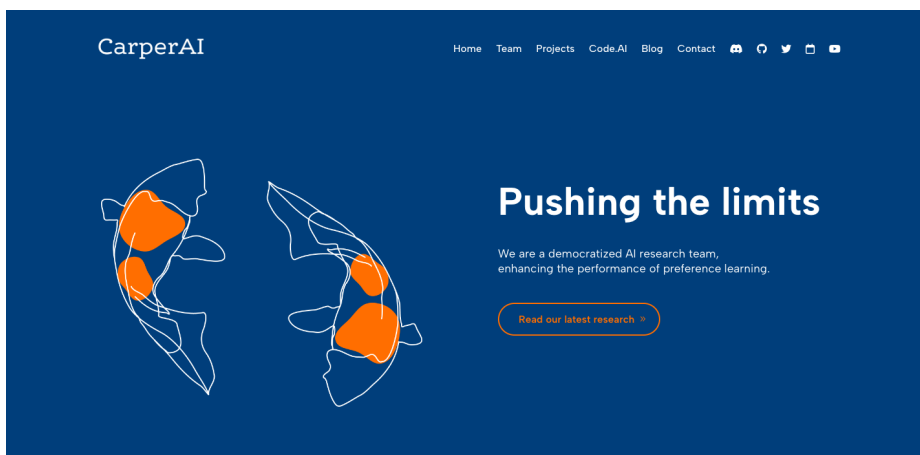 CarperAI
Home Team Projects Code.AI Blog Contact
Pushing the limits
We are a democratized AI research team,
enhancing the performance of preference learning.
Read our latest research »